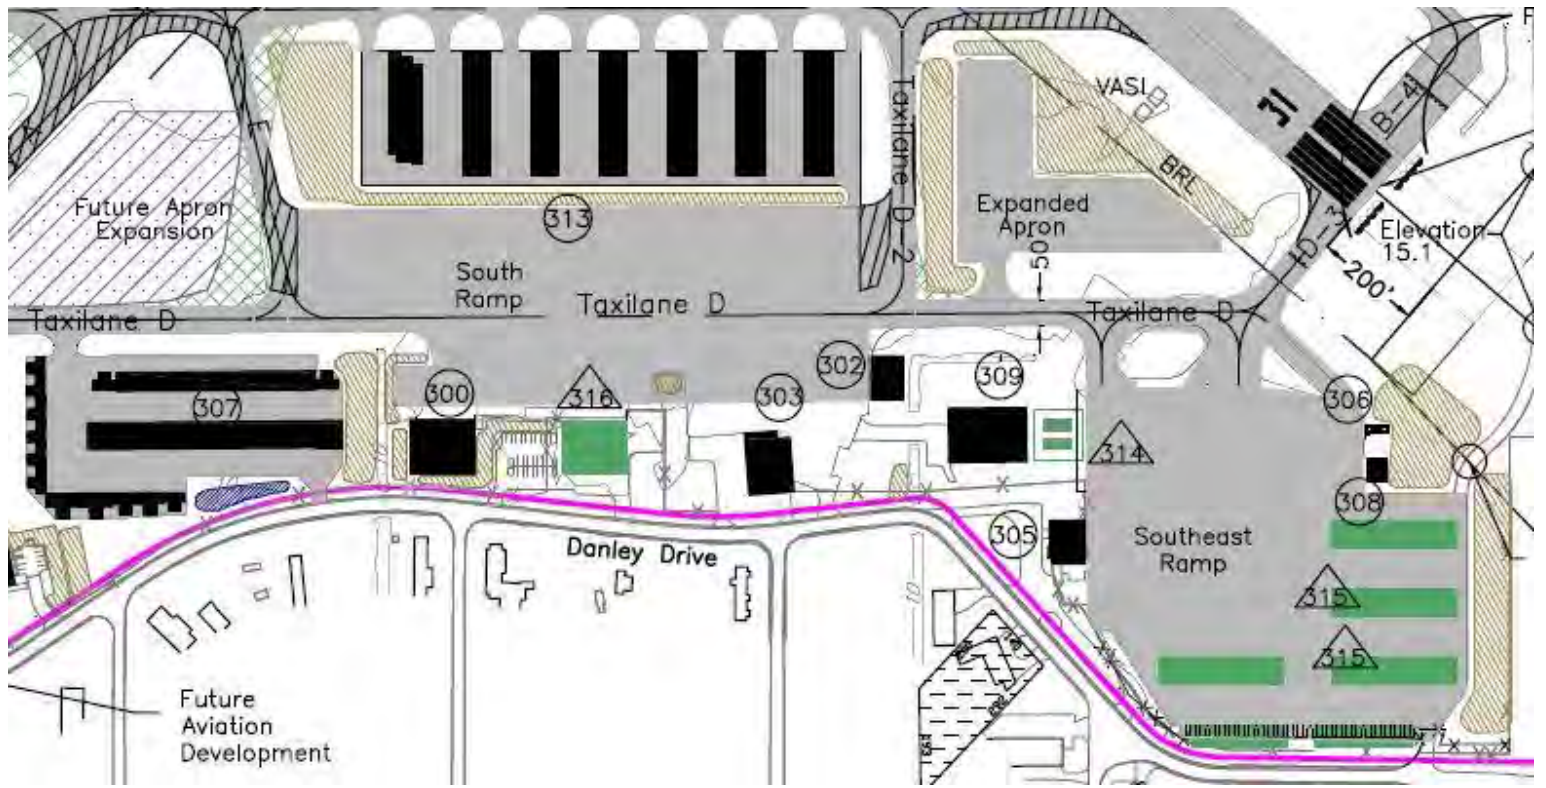 F
VASI
31
B-4
Taxilane D-2
BRL
Future Apron
Expansion
313
Expanded
Apron
D-3
Elevation
15.1
50
200'
South
Ramp
Taxilane D
Taxilane D
Taxilane D
302
309
316
300
303
307
306
314
308
305
Southeast
Ramp
Danley Drive
315
315
Future
Aviation
Development